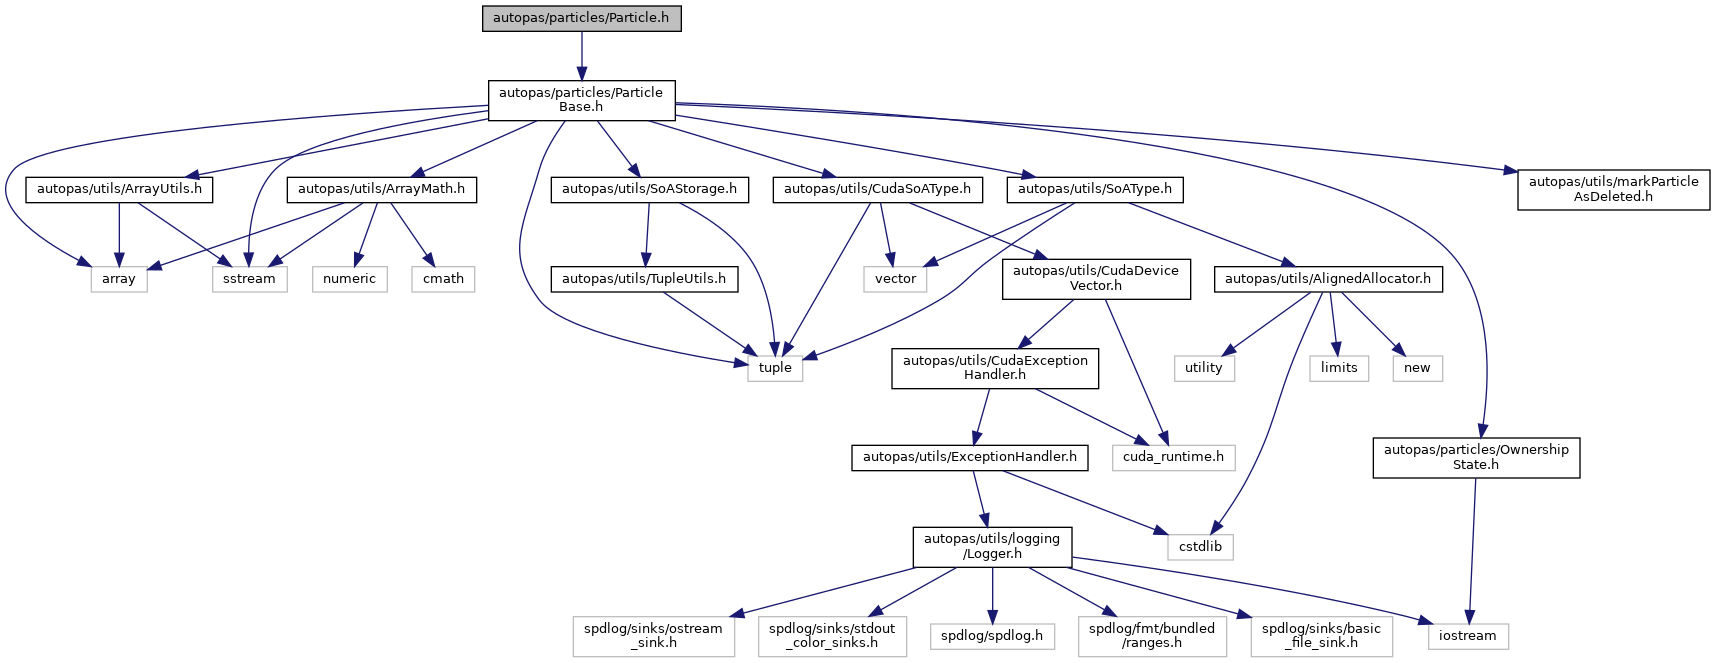 autopas/particles/Particle.h
autopas/particles/Particle
Base.h
autopas/utils/ArrayUtils.h
autopas/utils/ArrayMath.h
autopas/utils/SoAStorage.h
autopas/utils/CudaSoAType.h
autopas/utils/SoAType.h
autopas/utils/markParticle
AsDeleted.h
array
sstream
numeric
cmath
autopas/utils/TupleUtils.h
vector
autopas/utils/CudaDevice
Vector.h
autopas/utils/AlignedAllocator.h
tuple
autopas/utils/CudaException
Handler.h
utility
limits
new
autopas/utils/ExceptionHandler.h
cuda_runtime.h
autopas/particles/Ownership
State.h
autopas/utils/logging
/Logger.h
cstdlib
spdlog/sinks/ostream
_sink.h
spdlog/sinks/stdout
_color_sinks.h
spdlog/spdlog.h
spdlog/fmt/bundled
/ranges.h
spdlog/sinks/basic
_file_sink.h
iostream